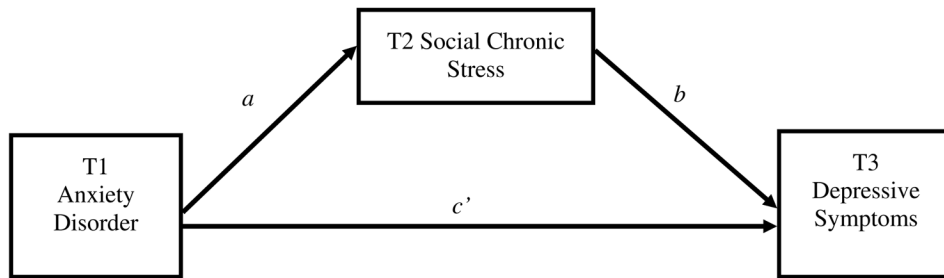 T2 Social Chronic
Stress
a
b
T1
Anxiety
Disorder
T3
Depressive
Symptoms
c’